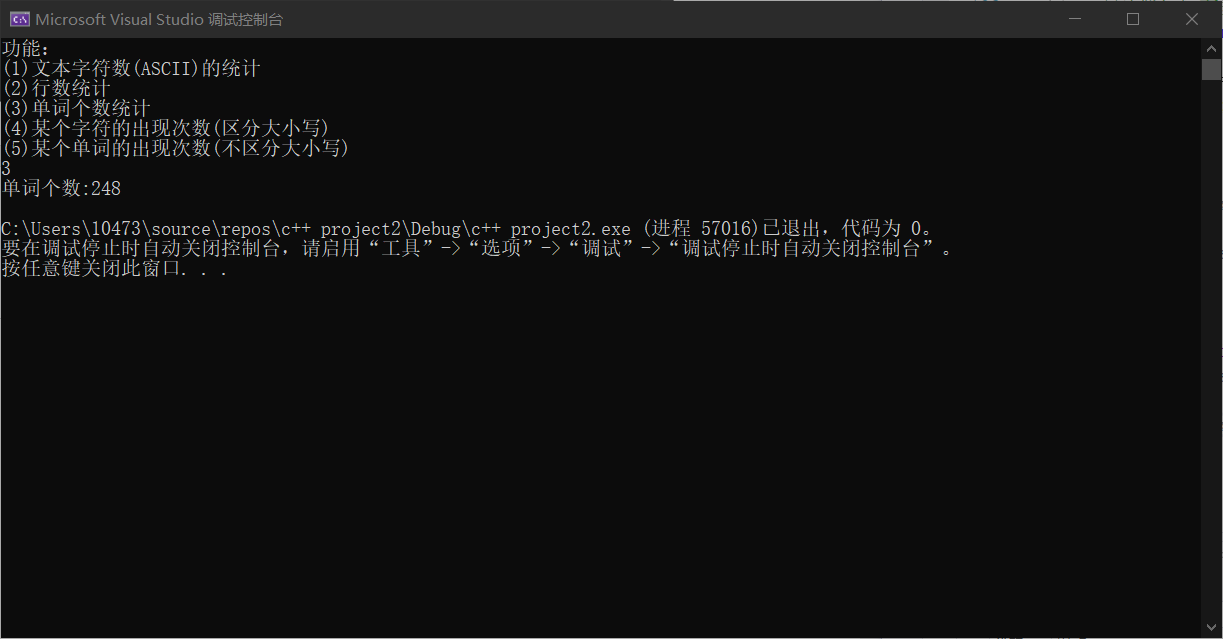 Microsoft Visual Studio 调试控制台
功能:
(1)文本字符数(ASCII)的统计
(2)行数统计
(3)单词个数统计
(4)某个字符的出现次数(区分大小写)
(5)某个单词的出现次数(不区分大小写)
3
单词个数:248
C:\Users\10473\source\repos\c++ project2\Debug\c++ project2.exe (进程 57016)已退出，代码为 0。
要在调试停止时自动关闭控制台，请启用“工具”->“选项”->“调试”->“调试停止时自动关闭控制台”。
按任意键关闭此窗口. . .